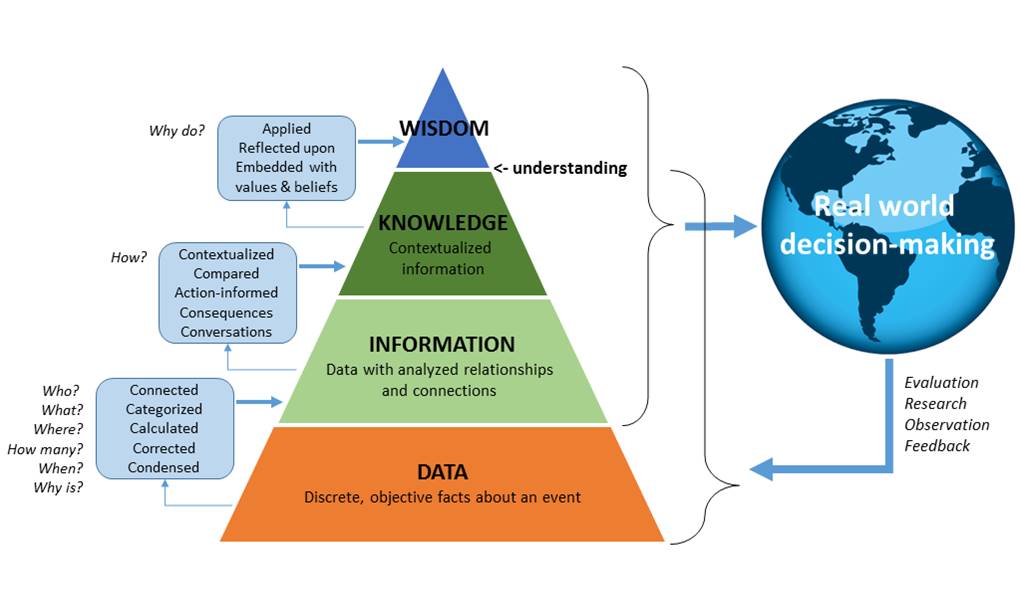 WISDOM
<- understanding
Why do?
Applied
Reflected upon
Embedded with
values & beliefs
KNOWLEDGE
Contextualized
information
How?
Contextualized
Compared
Action-informed
Consequences
Conversations
INFORMATION
Data with analyzed relationships
and connections
Who?
What?
Where?
How many?
When?
Why is?
Connected
Categorized
Calculated
Corrected
Condensed
DATA
Discrete, objective facts about an event
Real world
decision-making
Evaluation
Research
Observation
Feedback